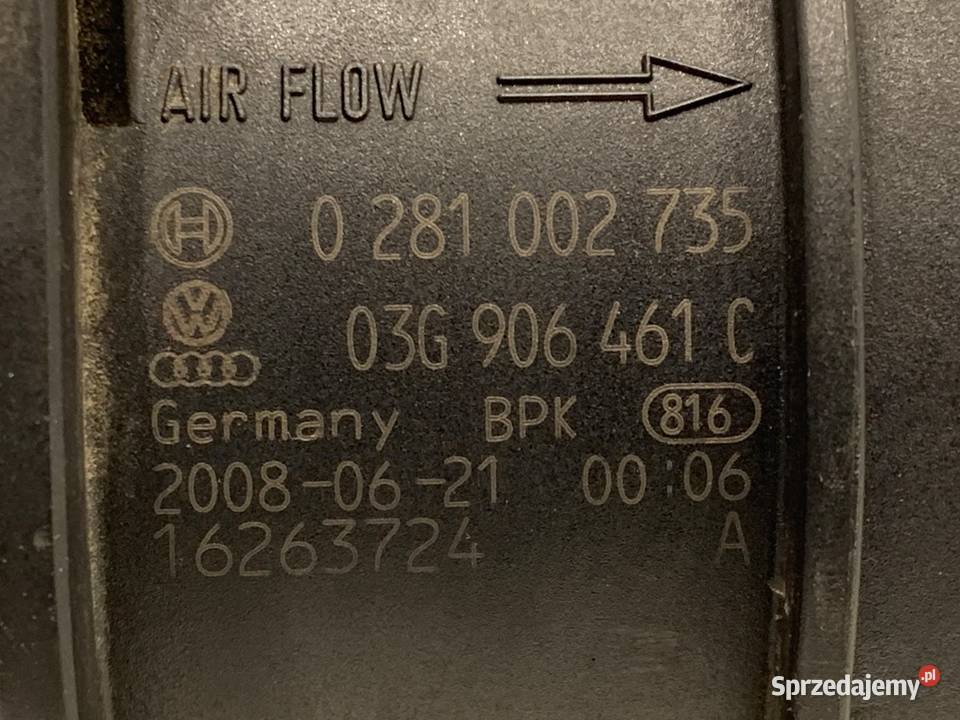 AIR FLOW
0 281 002 735
03G 906 461 C
Germany BPK 816
2008-06-21 00:06
16263724 A
Sprzedajemy.pl